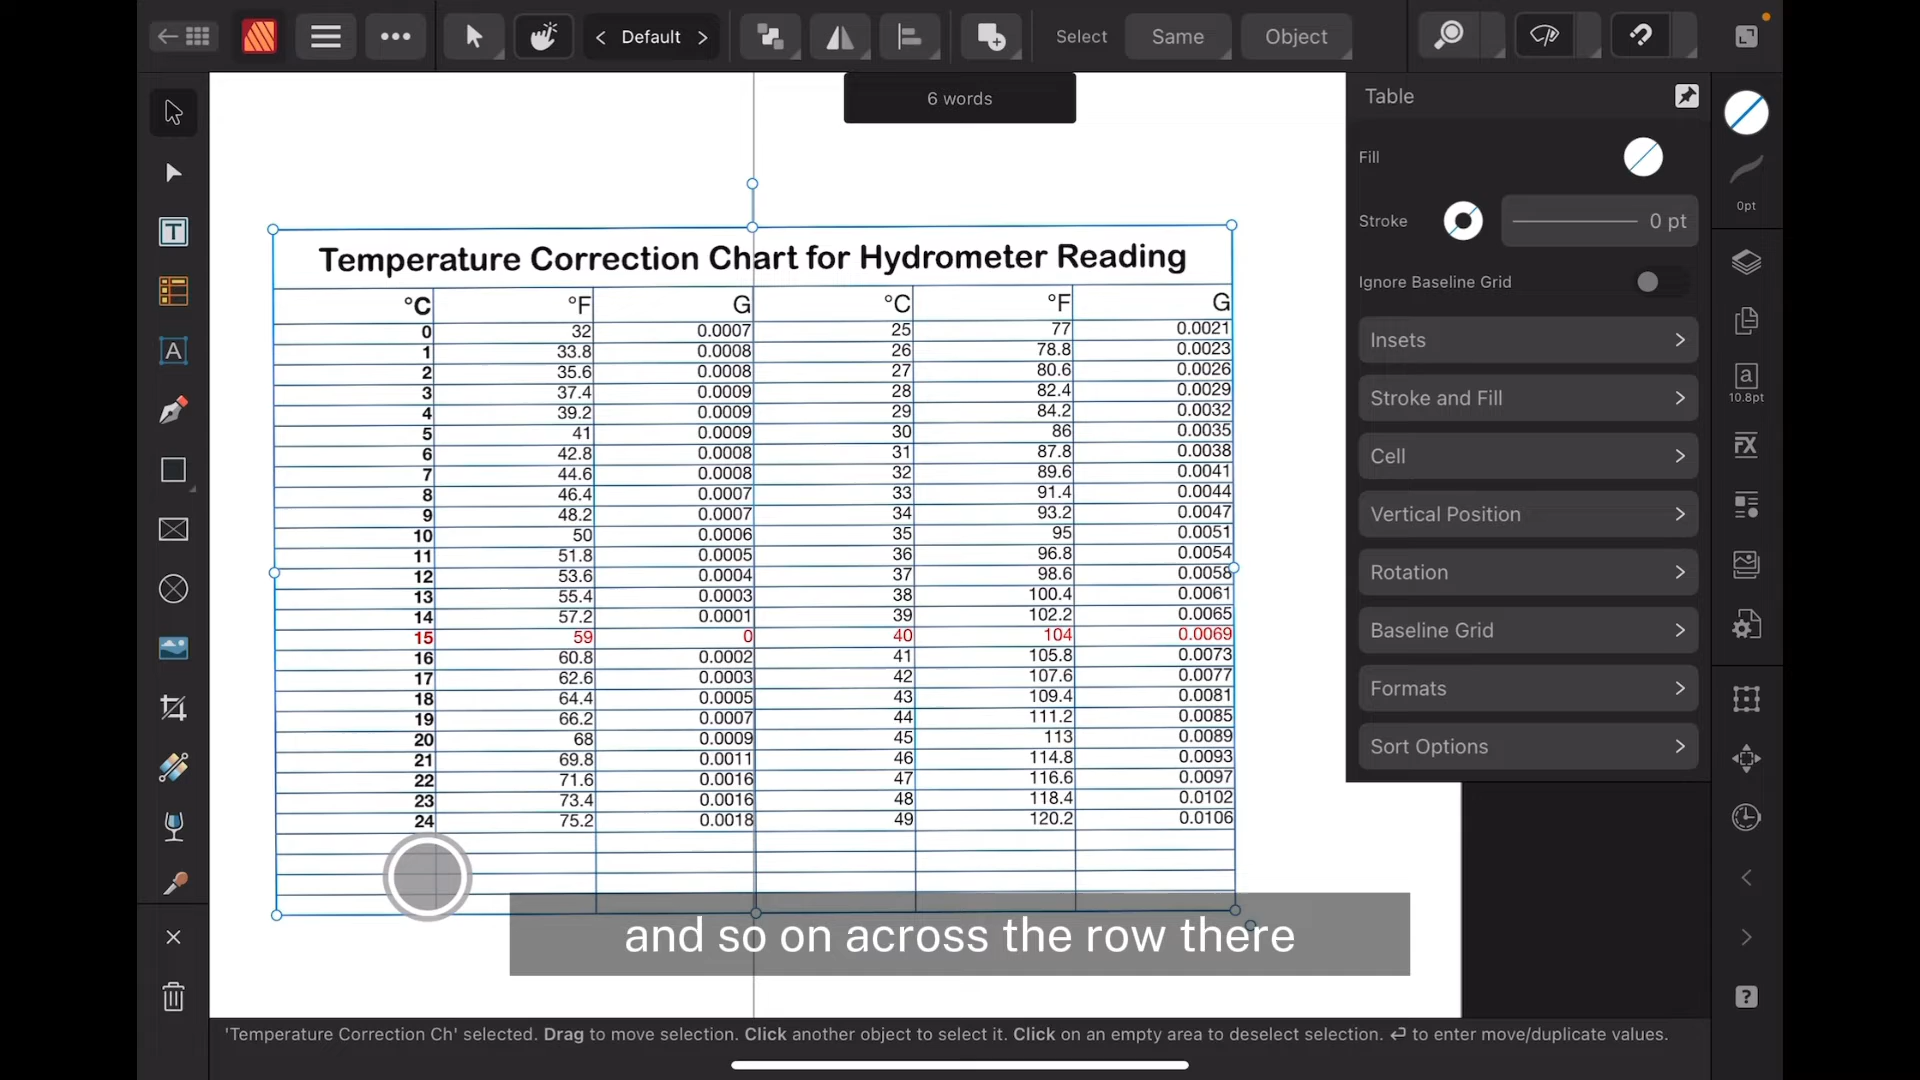 Default
Select
Same
Object
6 words
Table
Fill
0pt
Stroke
0 pt
Ignore Baseline Grid
Insets
Stroke and Fill
10.8pt
Cell
Vertical Position
Rotation
Baseline Grid
Formats
Sort Options
T
A
a
FX
?
Temperature Correction Chart for Hydrometer Reading
°C °F G °C °F G
0 32 0.0007 25 77 0.0021
1 33.8 0.0008 26 78.8 0.0023
2 35.6 0.0008 27 80.6 0.0026
3 37.4 0.0009 28 82.4 0.0029
4 39.2 0.0009 29 84.2 0.0032
5 41 0.0009 30 86 0.0035
6 42.8 0.0008 31 87.8 0.0038
7 44.6 0.0008 32 89.6 0.0041
8 46.4 0.0007 33 91.4 0.0044
9 48.2 0.0007 34 93.2 0.0047
10 50 0.0006 35 95 0.0051
11 51.8 0.0005 36 96.8 0.0054
12 53.6 0.0004 37 98.6 0.0058
13 55.4 0.0003 38 100.4 0.0061
14 57.2 0.0001 39 102.2 0.0065
15 59 0 40 104 0.0069
16 60.8 0.0002 41 105.8 0.0073
17 62.6 0.0003 42 107.6 0.0077
18 64.4 0.0005 43 109.4 0.0081
19 66.2 0.0007 44 111.2 0.0085
20 68 0.0009 45 113 0.0089
21 69.8 0.0011 46 114.8 0.0093
22 71.6 0.0016 47 116.6 0.0097
23 73.4 0.0016 48 118.4 0.0102
24 75.2 0.0018 49 120.2 0.0106
and so on across the row there
'Temperature Correction Ch' selected. Drag to move selection. Click another object to select it. Click on an empty area to deselect selection. ↵ to enter move/duplicate values.